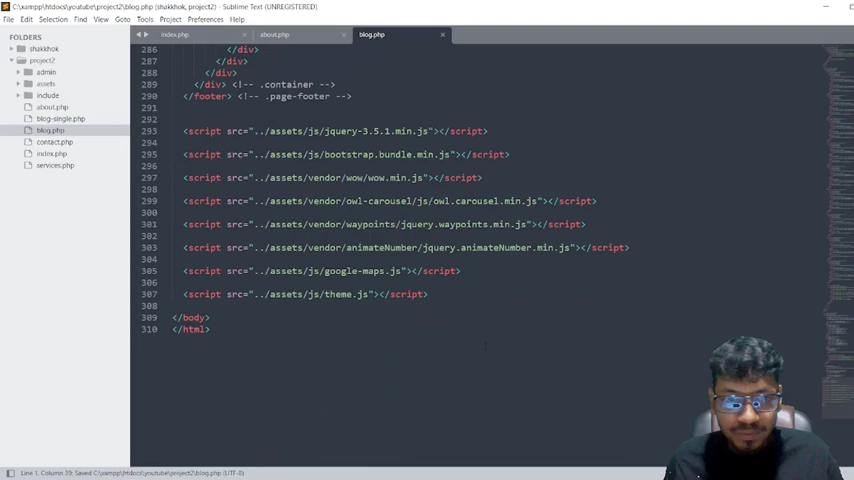 C:\xampp\htdocs\youtube\project2\blog.php (shakkhok, project2) - Sublime Text (UNREGISTERED)
File Edit Selection Find View Goto Tools Project Preferences Help
FOLDERS
shakkhok
project2
admin
assets
include
about.php
blog-single.php
blog.php
contact.php
index.php
services.php
index.php about.php blog.php
286 </div>
287 </div>
288 </div>
289 </div> <!-- .container -->
290 </footer> <!-- .page-footer -->
291
292
293 <script src="../assets/js/jquery-3.5.1.min.js"></script>
294
295 <script src="../assets/js/bootstrap.bundle.min.js"></script>
296
297 <script src="../assets/vendor/wow/wow.min.js"></script>
298
299 <script src="../assets/vendor/owl-carousel/js/owl.carousel.min.js"></script>
300
301 <script src="../assets/vendor/waypoints/jquery.waypoints.min.js"></script>
302
303 <script src="../assets/vendor/animateNumber/jquery.animateNumber.min.js"></script>
304
305 <script src="../assets/js/google-maps.js"></script>
306
307 <script src="../assets/js/theme.js"></script>
308
309 </body>
310 </html>
Line 1, Column 39; Saved C:\xampp\htdocs\youtube\project2\blog.php (UTF-8)